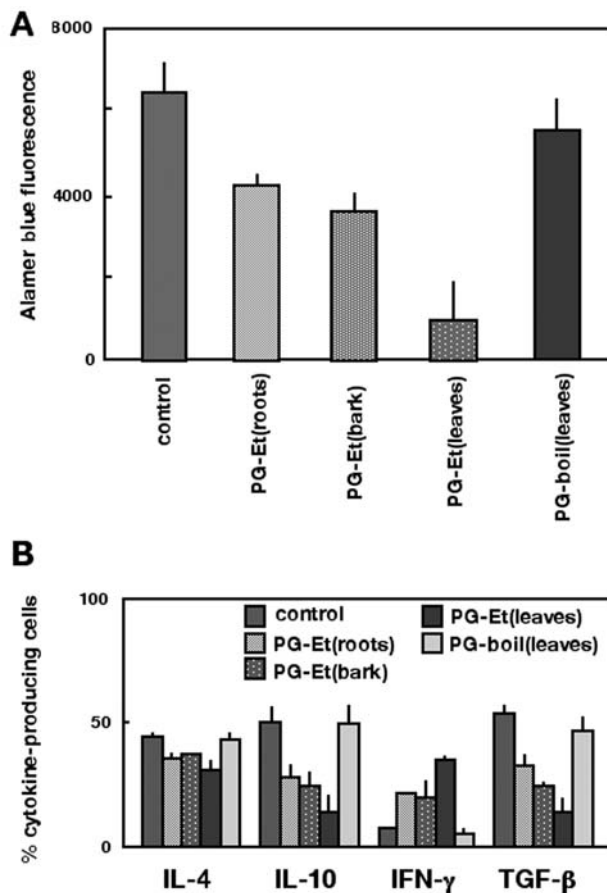 A
8000
4000
0
Alamer blue fluorescence
control
PG-Et(roots)
PG-Et(bark)
PG-Et(leaves)
PG-boil(leaves)
B
100
50
0
% cytokine-producing cells
control
PG-Et(leaves)
PG-Et(roots)
PG-boil(leaves)
PG-Et(bark)
IL-4 IL-10 IFN-γ TGF-β